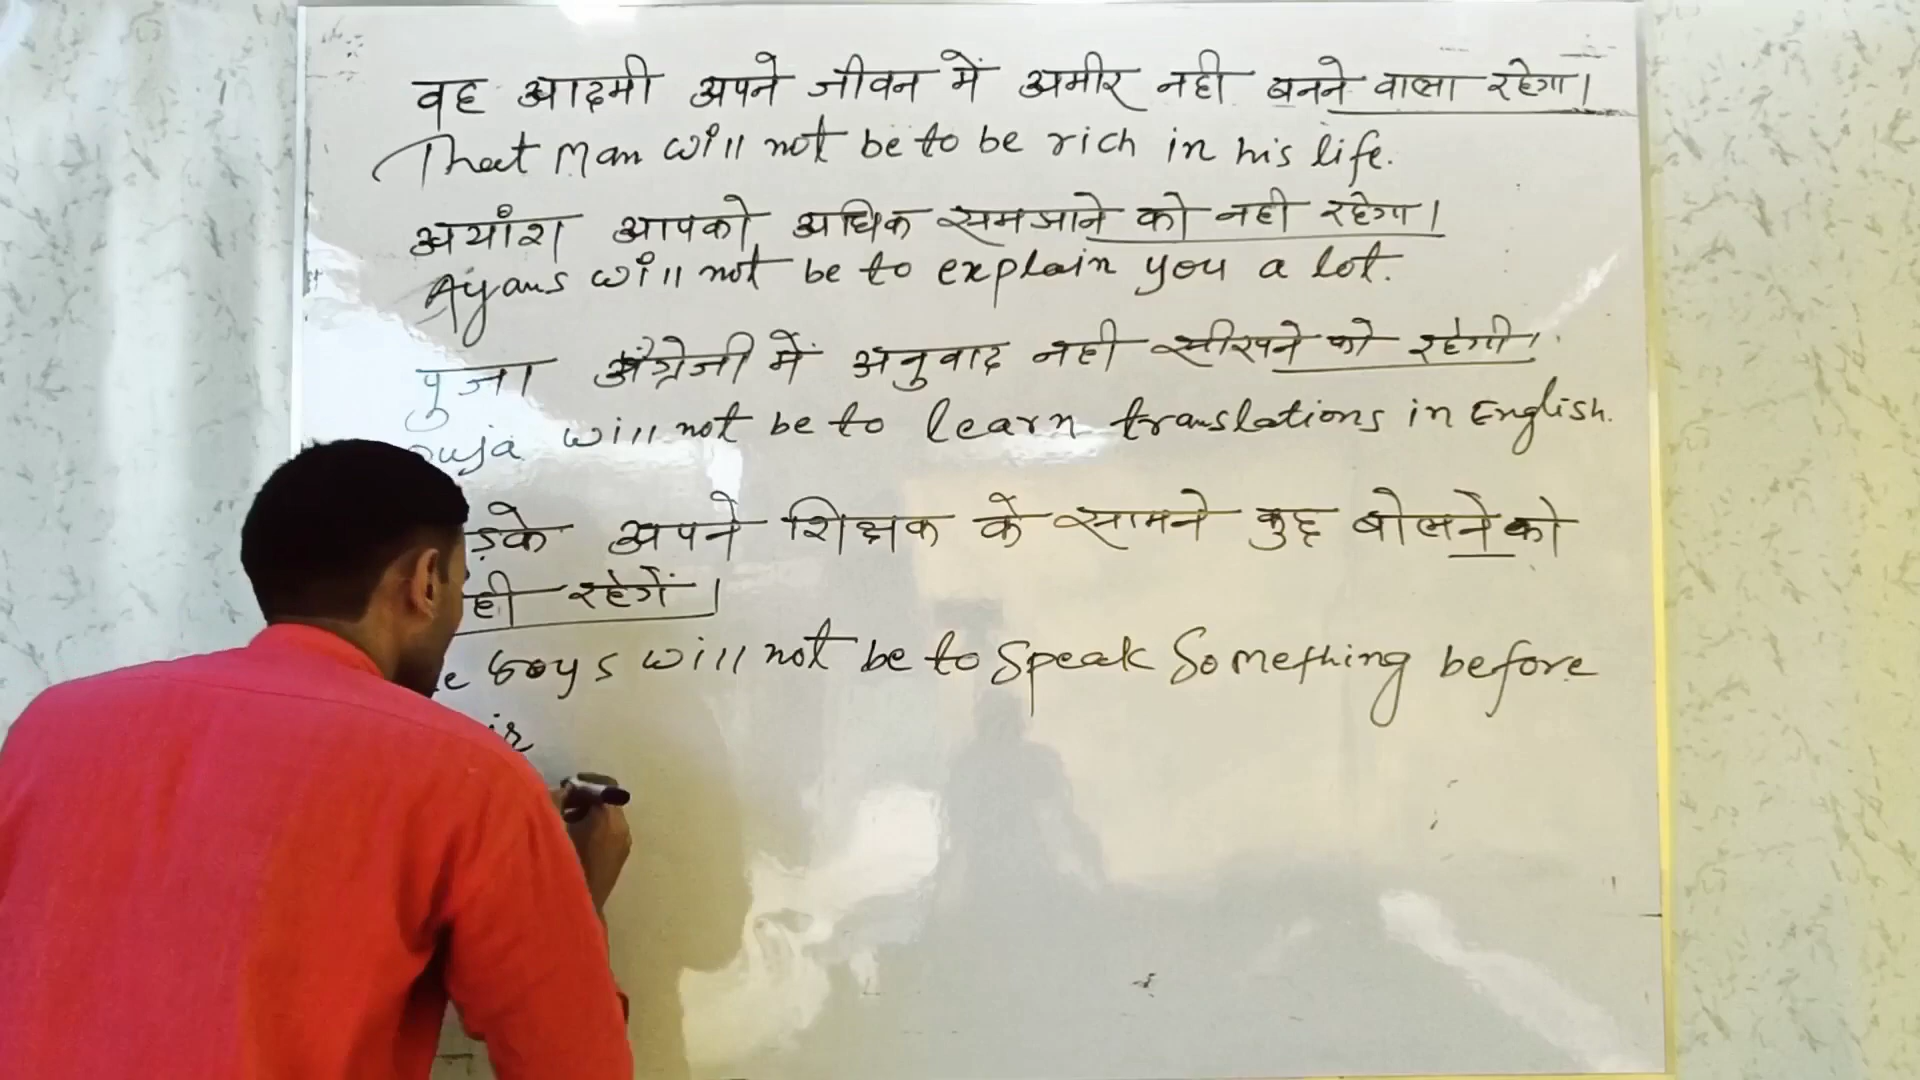 वह आदमी अपने जीवन में अमीर नही बनने वाला रहेगा।
That Man will not be to be rich in his life.
अयांश आपको अधिक समजाने को नही रहेगा।
Ayans will not be to explain you a lot.
पुजा अंग्रेजी में अनुवाद नही सीखने को रहेगी।
ouja will not be to learn translations in English.
ड़के अपने शिक्षक के सामने कुछ बोलने को
ही रहेगें।
e boys will not be to Speak Something before
ir